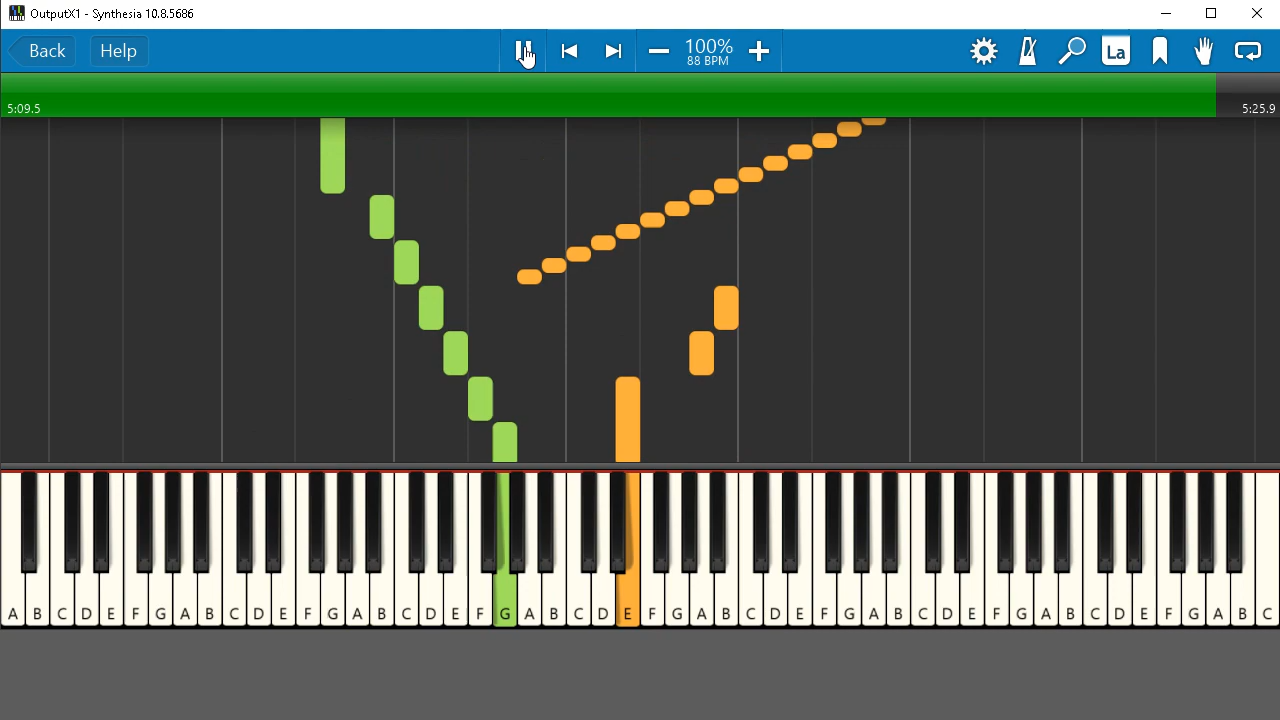 OutputX1 - Synthesia 10.8.5686
Back Help 100% La
88 BPM
5:09.5 5:25.9
A B C D E F G A B C D E F G A B C D E F G A B C D E F G A B C D E F G A B C D E F G A B C D E F G A B C